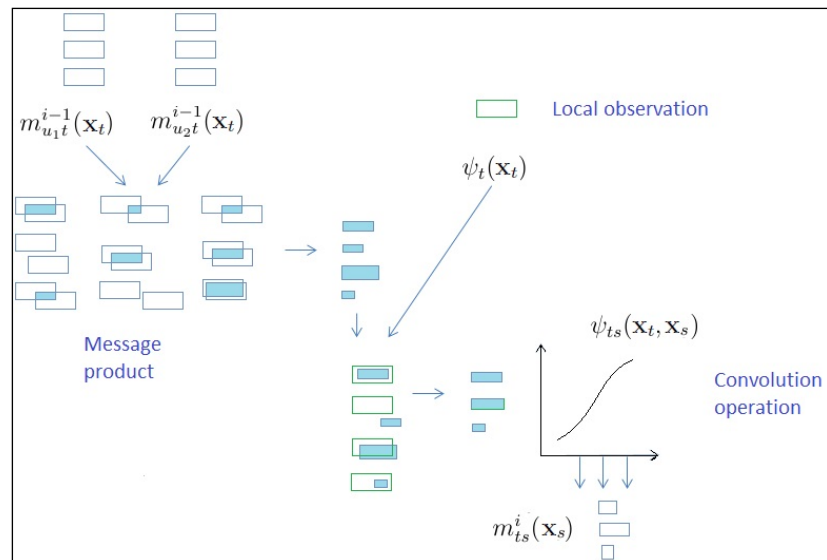 m_{u_1 t}^{i-1}(x_t)
m_{u_2 t}^{i-1}(x_t)
Local observation
ψ_t(x_t)
Message
product
ψ_{ts}(x_t, x_s)
Convolution
operation
m_{ts}^{i}(x_s)